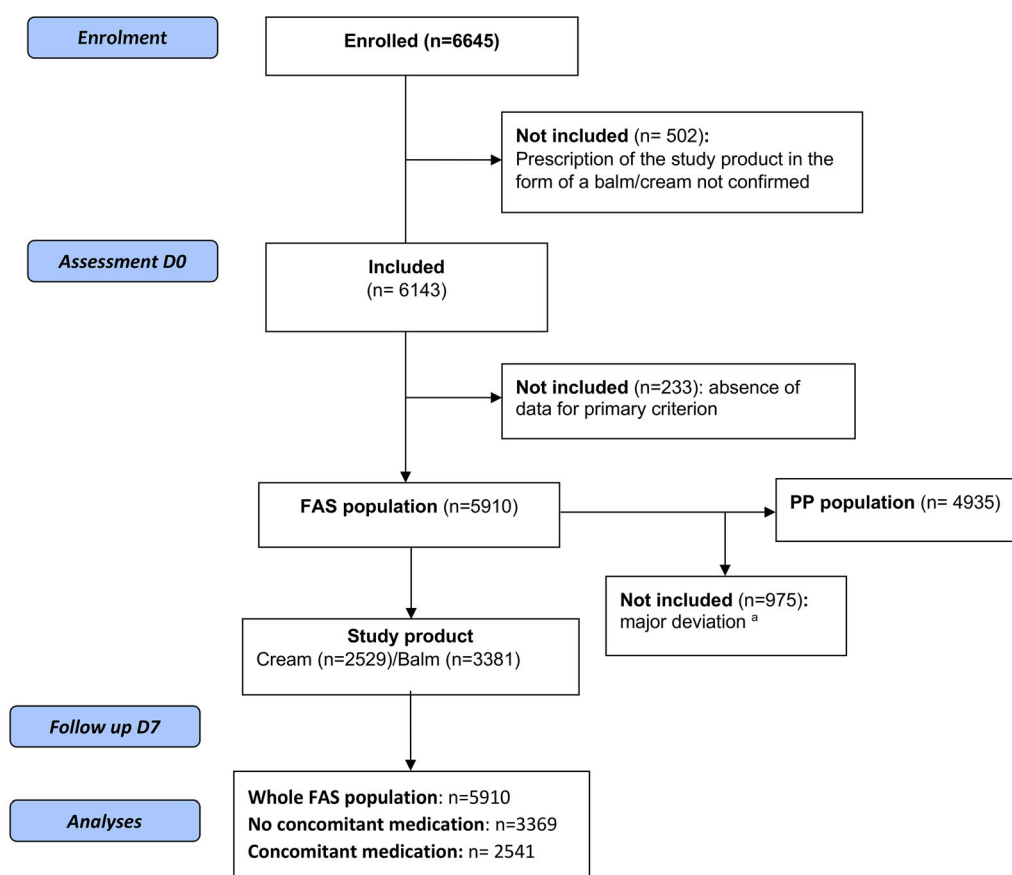 Enrolment
Enrolled (n=6645)
Not included (n= 502):
Prescription of the study product in the
form of a balm/cream not confirmed
Assessment D0
Included
(n= 6143)
Not included (n=233): absence of
data for primary criterion
FAS population (n=5910)
PP population (n= 4935)
Not included (n=975):
major deviation a
Study product
Cream (n=2529)/Balm (n=3381)
Follow up D7
Analyses
Whole FAS population: n=5910
No concomitant medication: n=3369
Concomitant medication: n= 2541